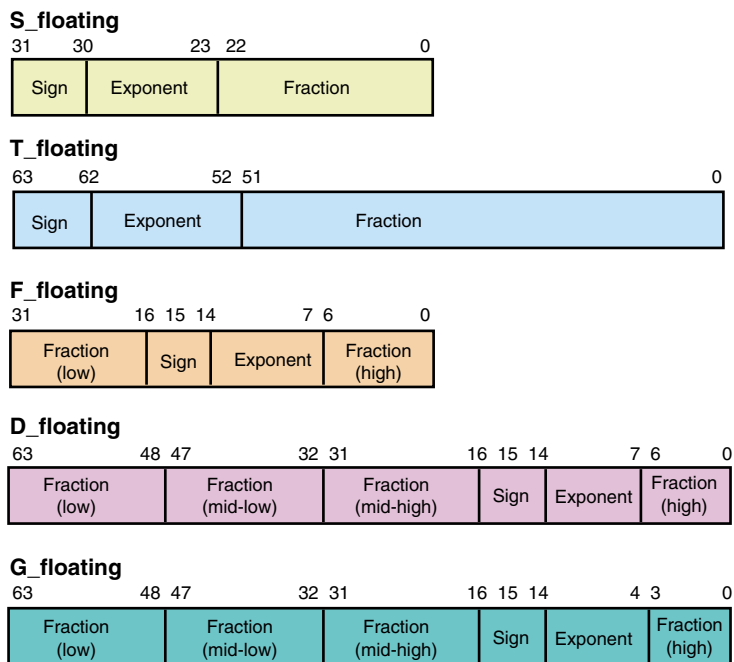 S_floating
31 30 23 22 0
Sign Exponent Fraction
T_floating
63 62 52 51 0
Sign Exponent Fraction
F_floating
31 16 15 14 7 6 0
Fraction (low) Sign Exponent Fraction (high)
D_floating
63 48 47 32 31 16 15 14 7 6 0
Fraction (low) Fraction (mid-low) Fraction (mid-high) Sign Exponent Fraction (high)
G_floating
63 48 47 32 31 16 15 14 4 3 0
Fraction (low) Fraction (mid-low) Fraction (mid-high) Sign Exponent Fraction (high)